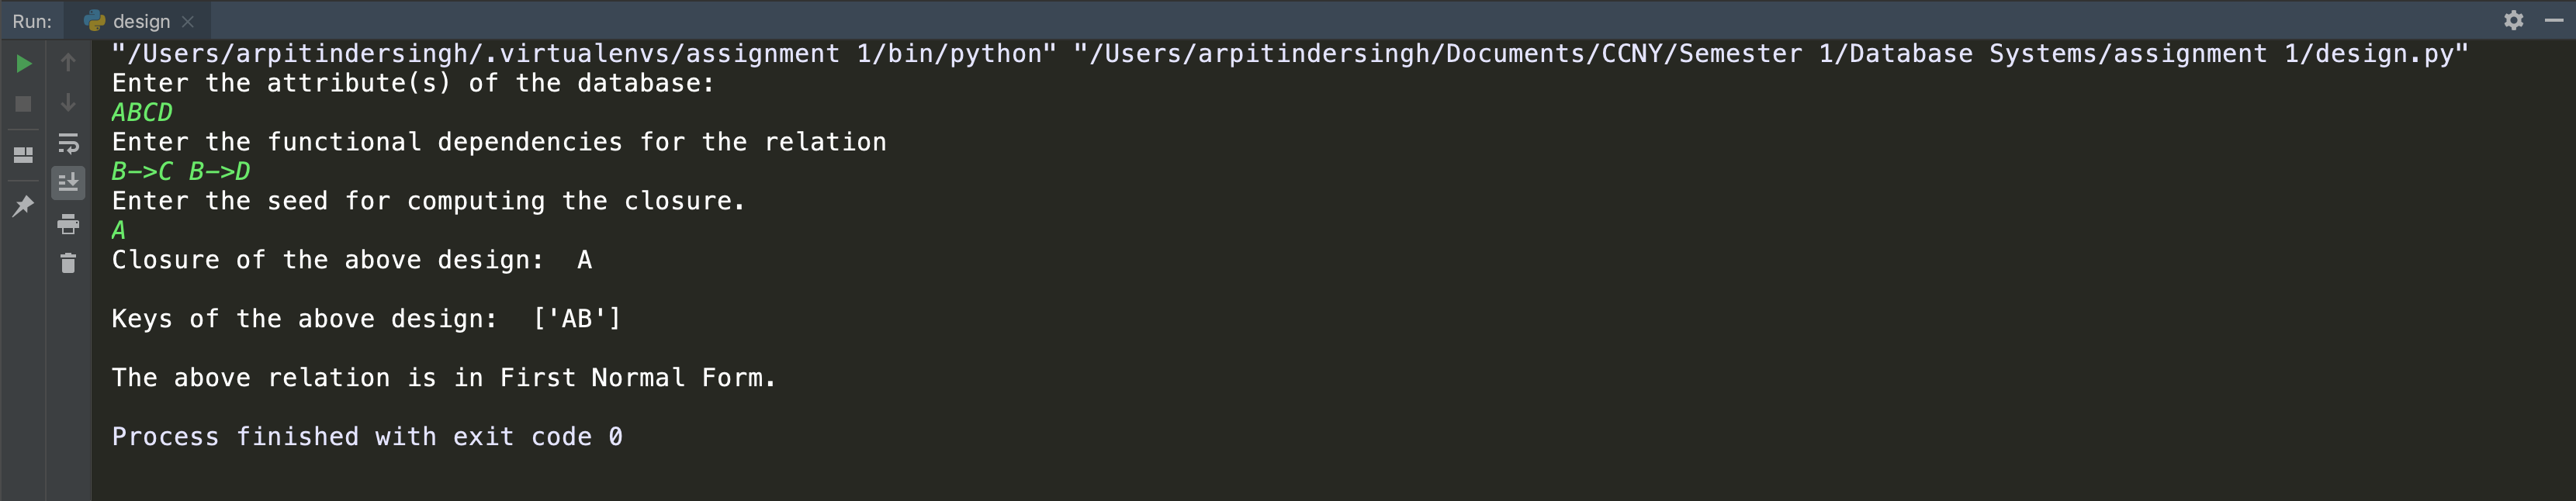 Run: design
"/Users/arpitindersingh/.virtualenvs/assignment 1/bin/python" "/Users/arpitindersingh/Documents/CCNY/Semester 1/Database Systems/assignment 1/design.py"
Enter the attribute(s) of the database:
ABCD
Enter the functional dependencies for the relation
B->C B->D
Enter the seed for computing the closure.
A
Closure of the above design:  A
Keys of the above design:  ['AB']
The above relation is in First Normal Form.
Process finished with exit code 0